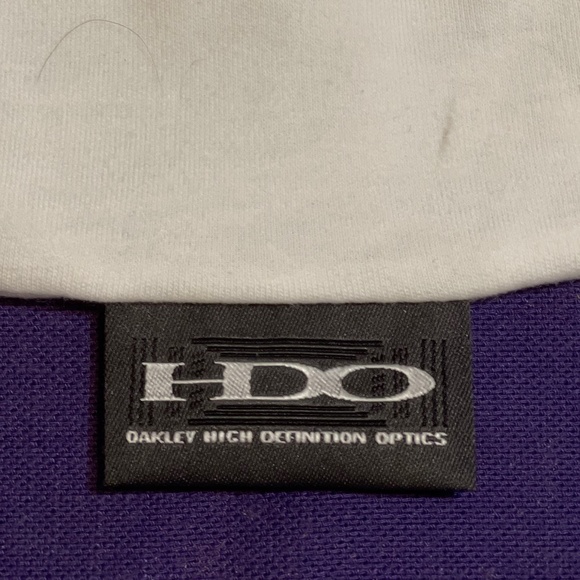 HDO
OAKLEY HIGH DEFINITION OPTICS